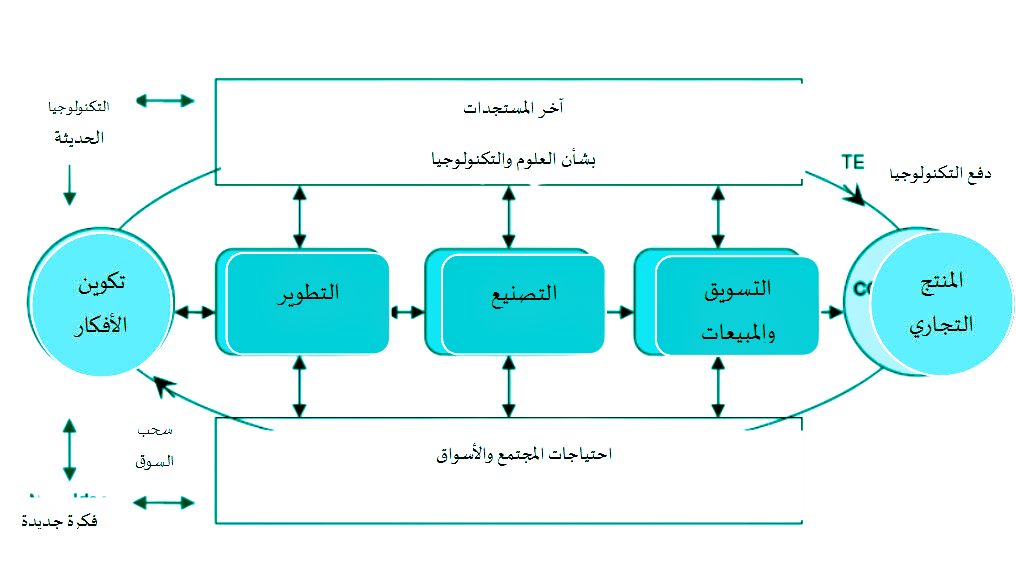 آخر المستجدات
بشأن العلوم والتكنولوجيا
التكنولوجيا
الحديثة
TE
دفع التكنولوجيا
تكوين
الأفكار
التطوير
التصنيع
التسويق
والمبيعات
المنتج
التجاري
سحب
السوق
احتياجات المجتمع والأسواق
فكرة جديدة